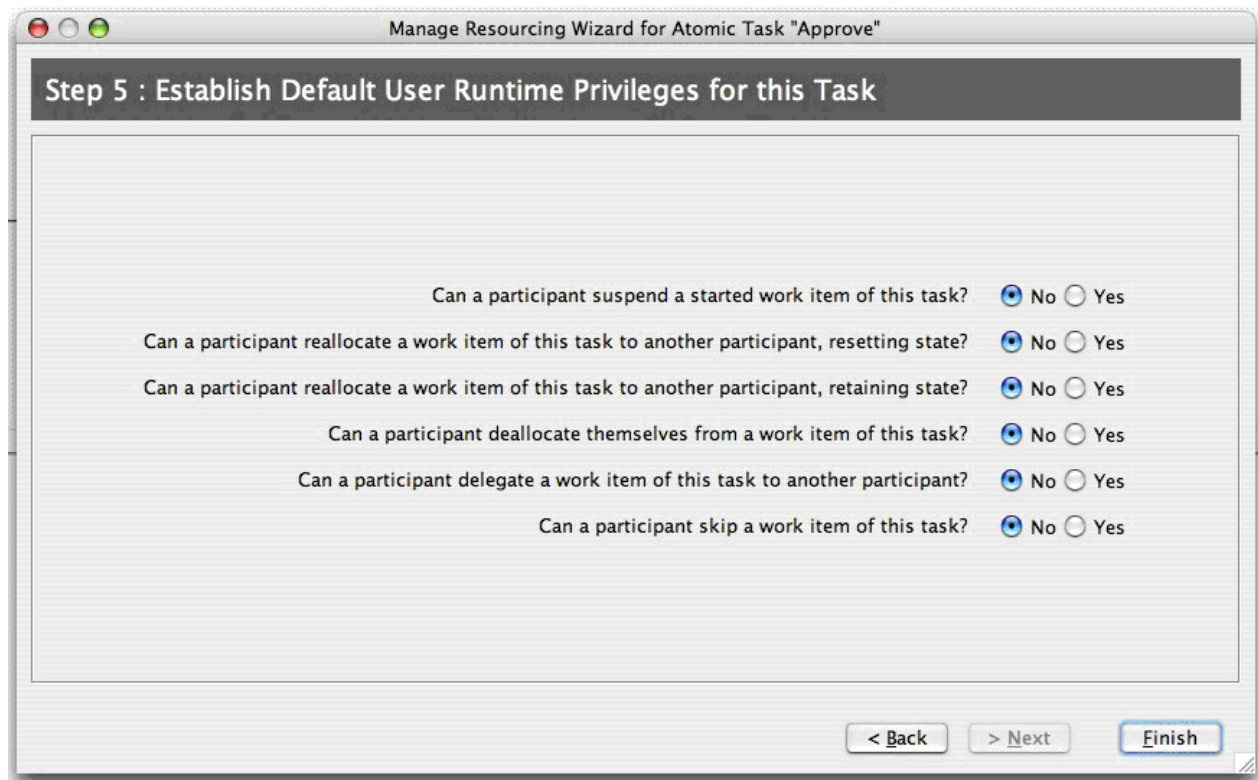 Manage Resourcing Wizard for Atomic Task "Approve"
Step 5 : Establish Default User Runtime Privileges for this Task
Can a participant suspend a started work item of this task? No Yes
Can a participant reallocate a work item of this task to another participant, resetting state? No Yes
Can a participant reallocate a work item of this task to another participant, retaining state? No Yes
Can a participant deallocate themselves from a work item of this task? No Yes
Can a participant delegate a work item of this task to another participant? No Yes
Can a participant skip a work item of this task? No Yes
< Back > Next Finish